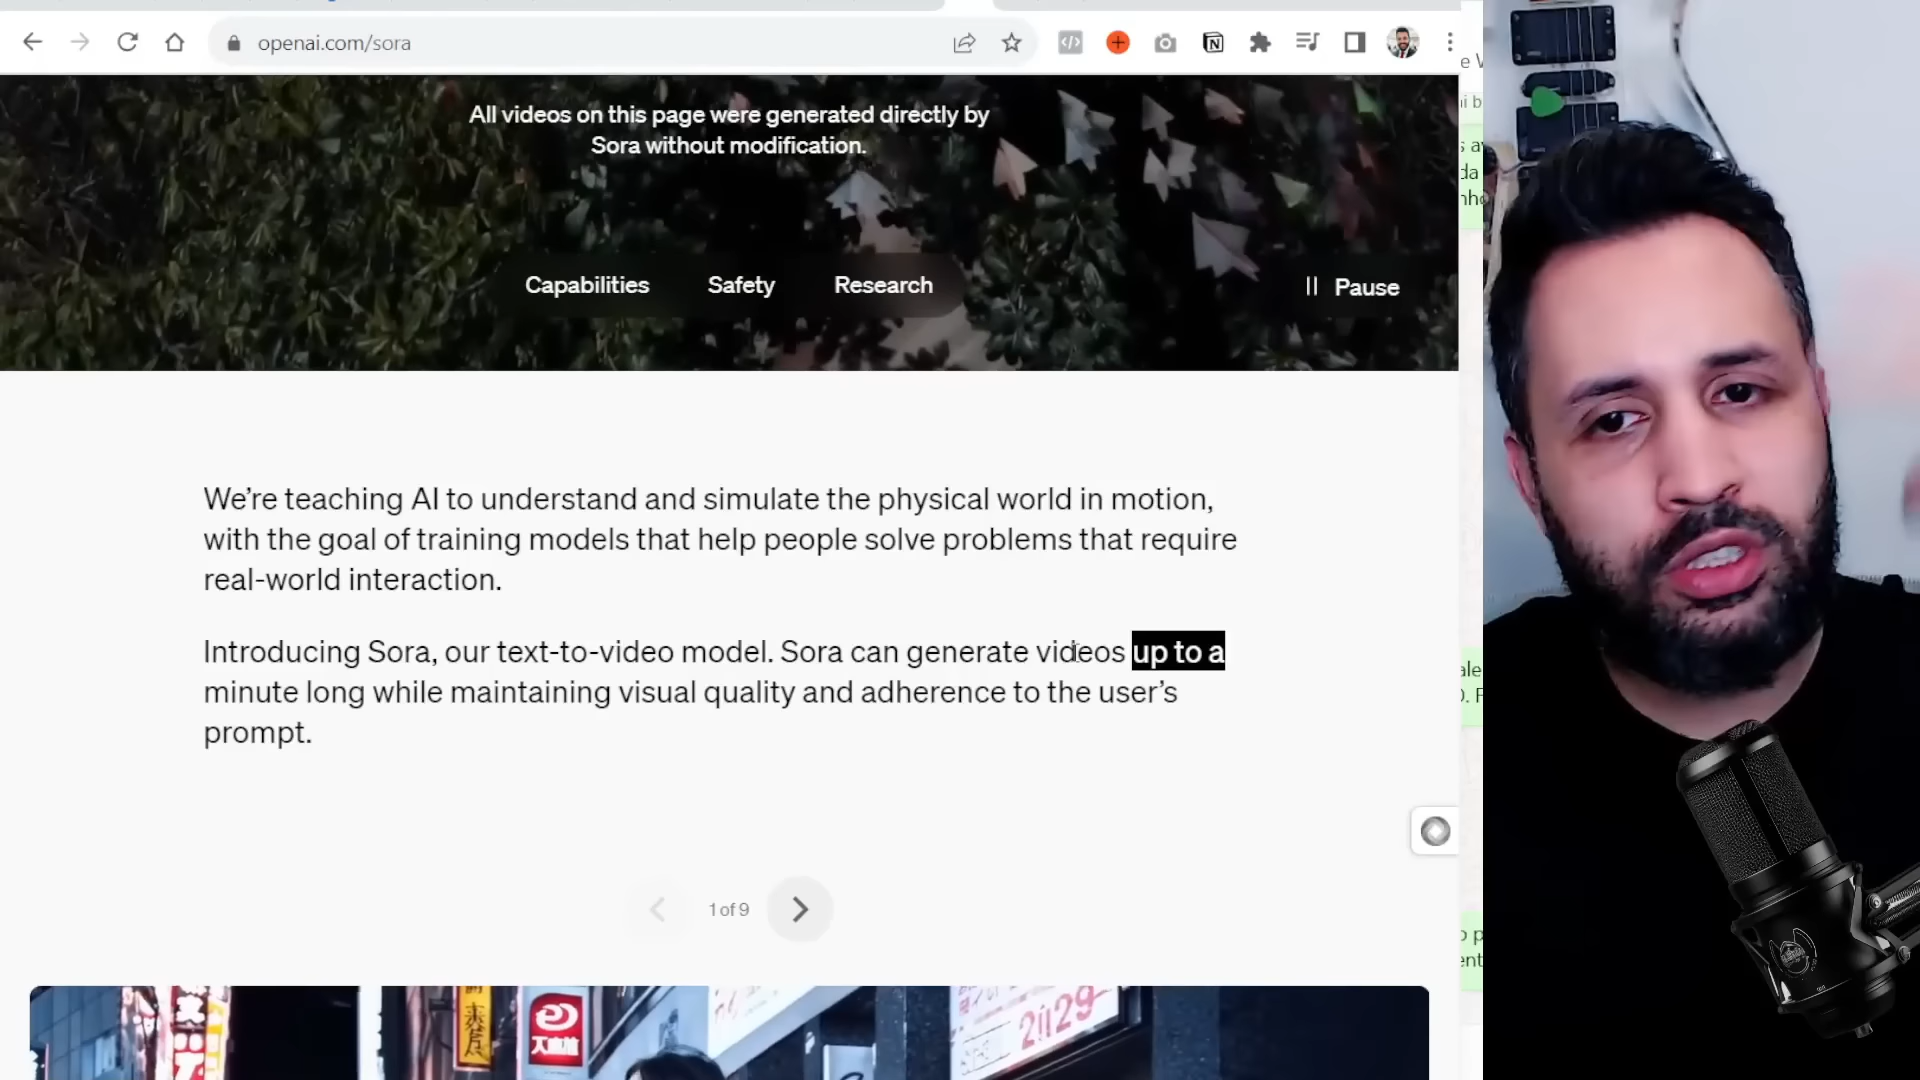 openai.com/sora
All videos on this page were generated directly by
Sora without modification.
Capabilities Safety Research
Pause
We’re teaching AI to understand and simulate the physical world in motion,
with the goal of training models that help people solve problems that require
real-world interaction.
Introducing Sora, our text-to-video model. Sora can generate videos up to a
minute long while maintaining visual quality and adherence to the user’s
prompt.
1 of 9